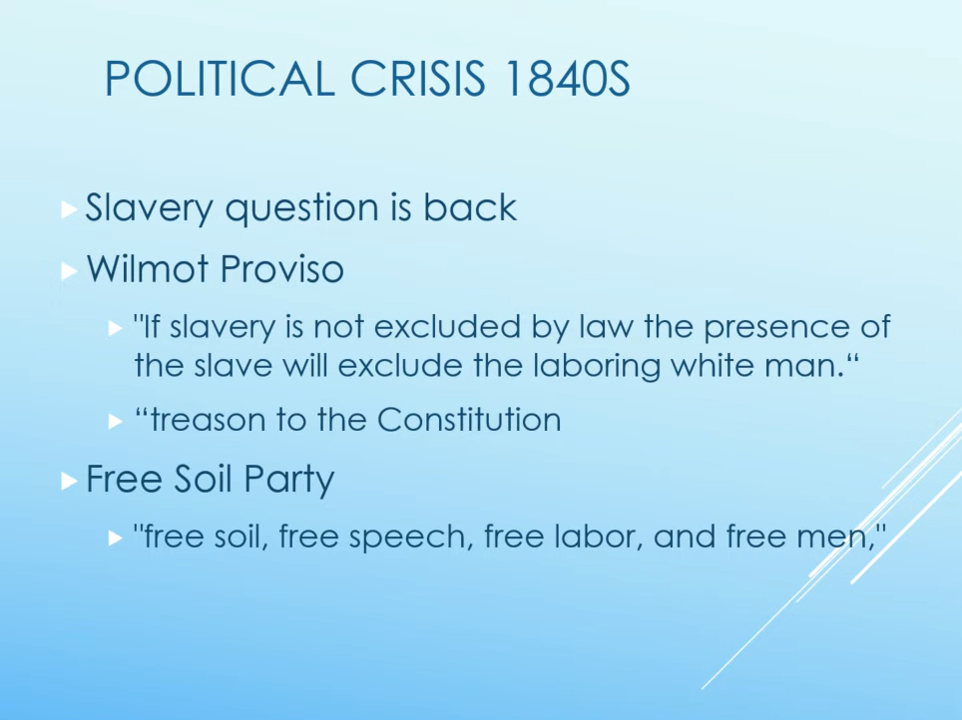 POLITICAL CRISIS 1840S
Slavery question is back
Wilmot Proviso
"If slavery is not excluded by law the presence of
the slave will exclude the laboring white man.“
“treason to the Constitution
Free Soil Party
"free soil, free speech, free labor, and free men,"